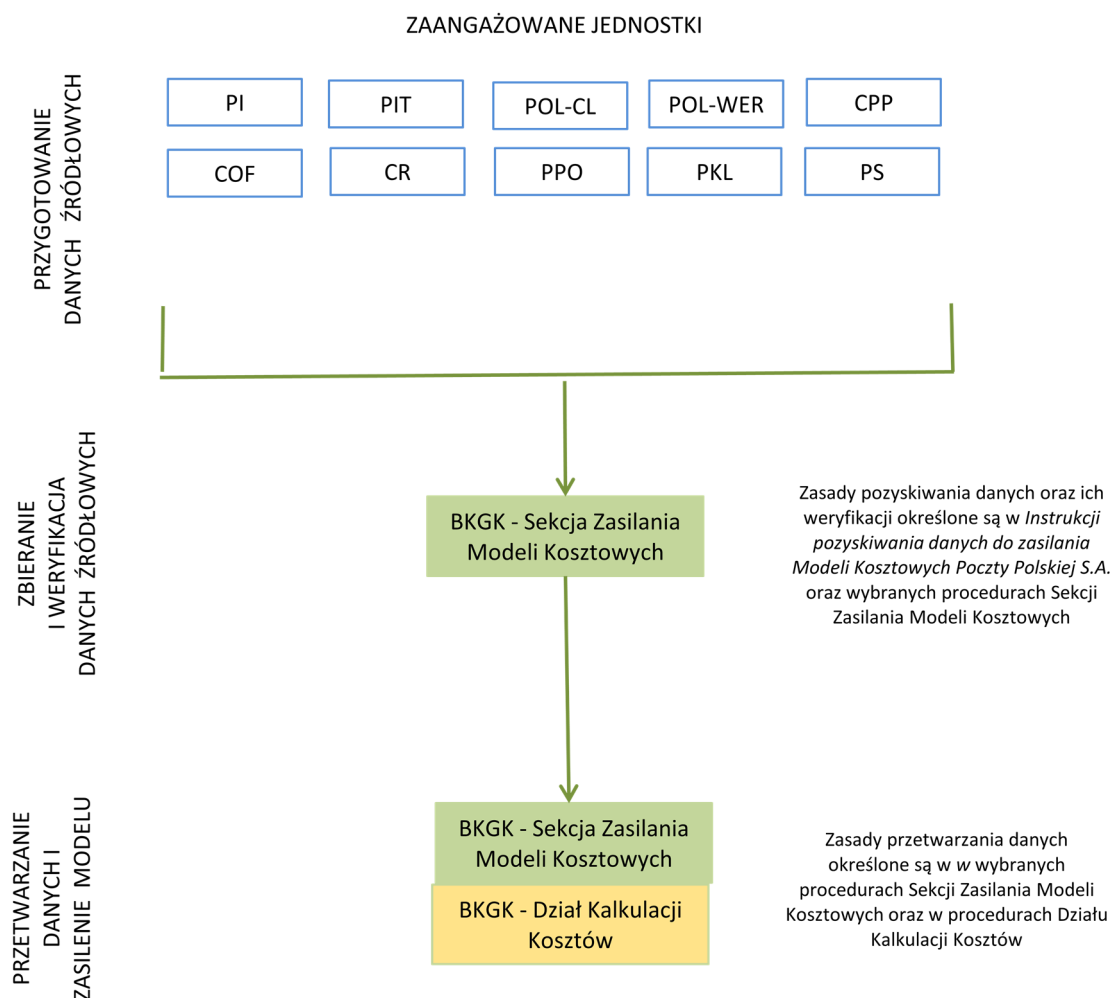 ZAANGAŻOWANE JEDNOSTKI
PRZYGOTOWANIE
DANYCH ŹRÓDŁOWYCH
PI
PIT
POL-CL
POL-WER
CPP
COF
CR
PPO
PKL
PS
ZBIERANIE
I WERYFIKACJA
DANYCH ŹRÓDŁOWYCH
BKGK - Sekcja Zasilania
Modeli Kosztowych
Zasady pozyskiwania danych oraz ich
weryfikacji określone są w Instrukcji
pozyskiwania danych do zasilania
Modeli Kosztowych Poczty Polskiej S.A.
oraz wybranych procedurach Sekcji
Zasilania Modeli Kosztowych
PRZETWARZANIE
DANYCH I
ZASILENIE MODELU
BKGK - Sekcja Zasilania
Modeli Kosztowych
BKGK - Dział Kalkulacji
Kosztów
Zasady przetwarzania danych
określone są w w wybranych
procedurach Sekcji Zasilania Modeli
Kosztowych oraz w procedurach Działu
Kalkulacji Kosztów